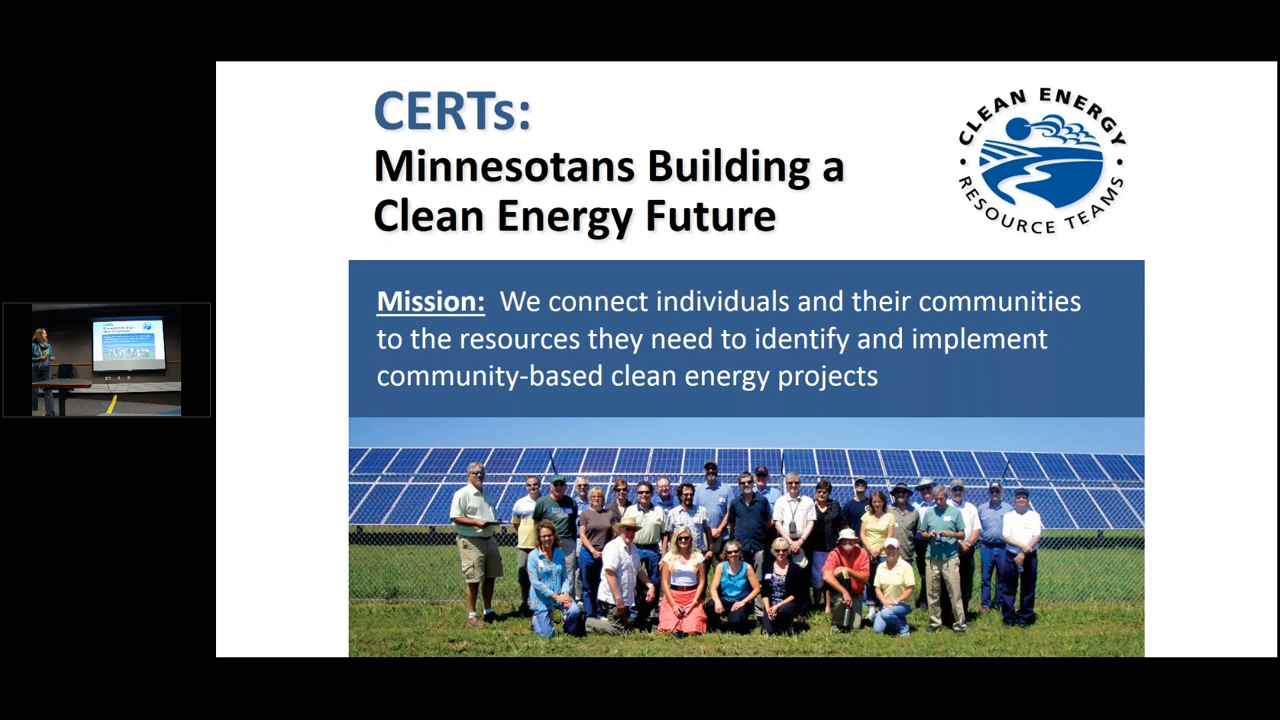 CERTs:
Minnesotans Building a
Clean Energy Future
CLEAN ENERGY
RESOURCE TEAMS
Mission: We connect individuals and their communities
to the resources they need to identify and implement
community-based clean energy projects